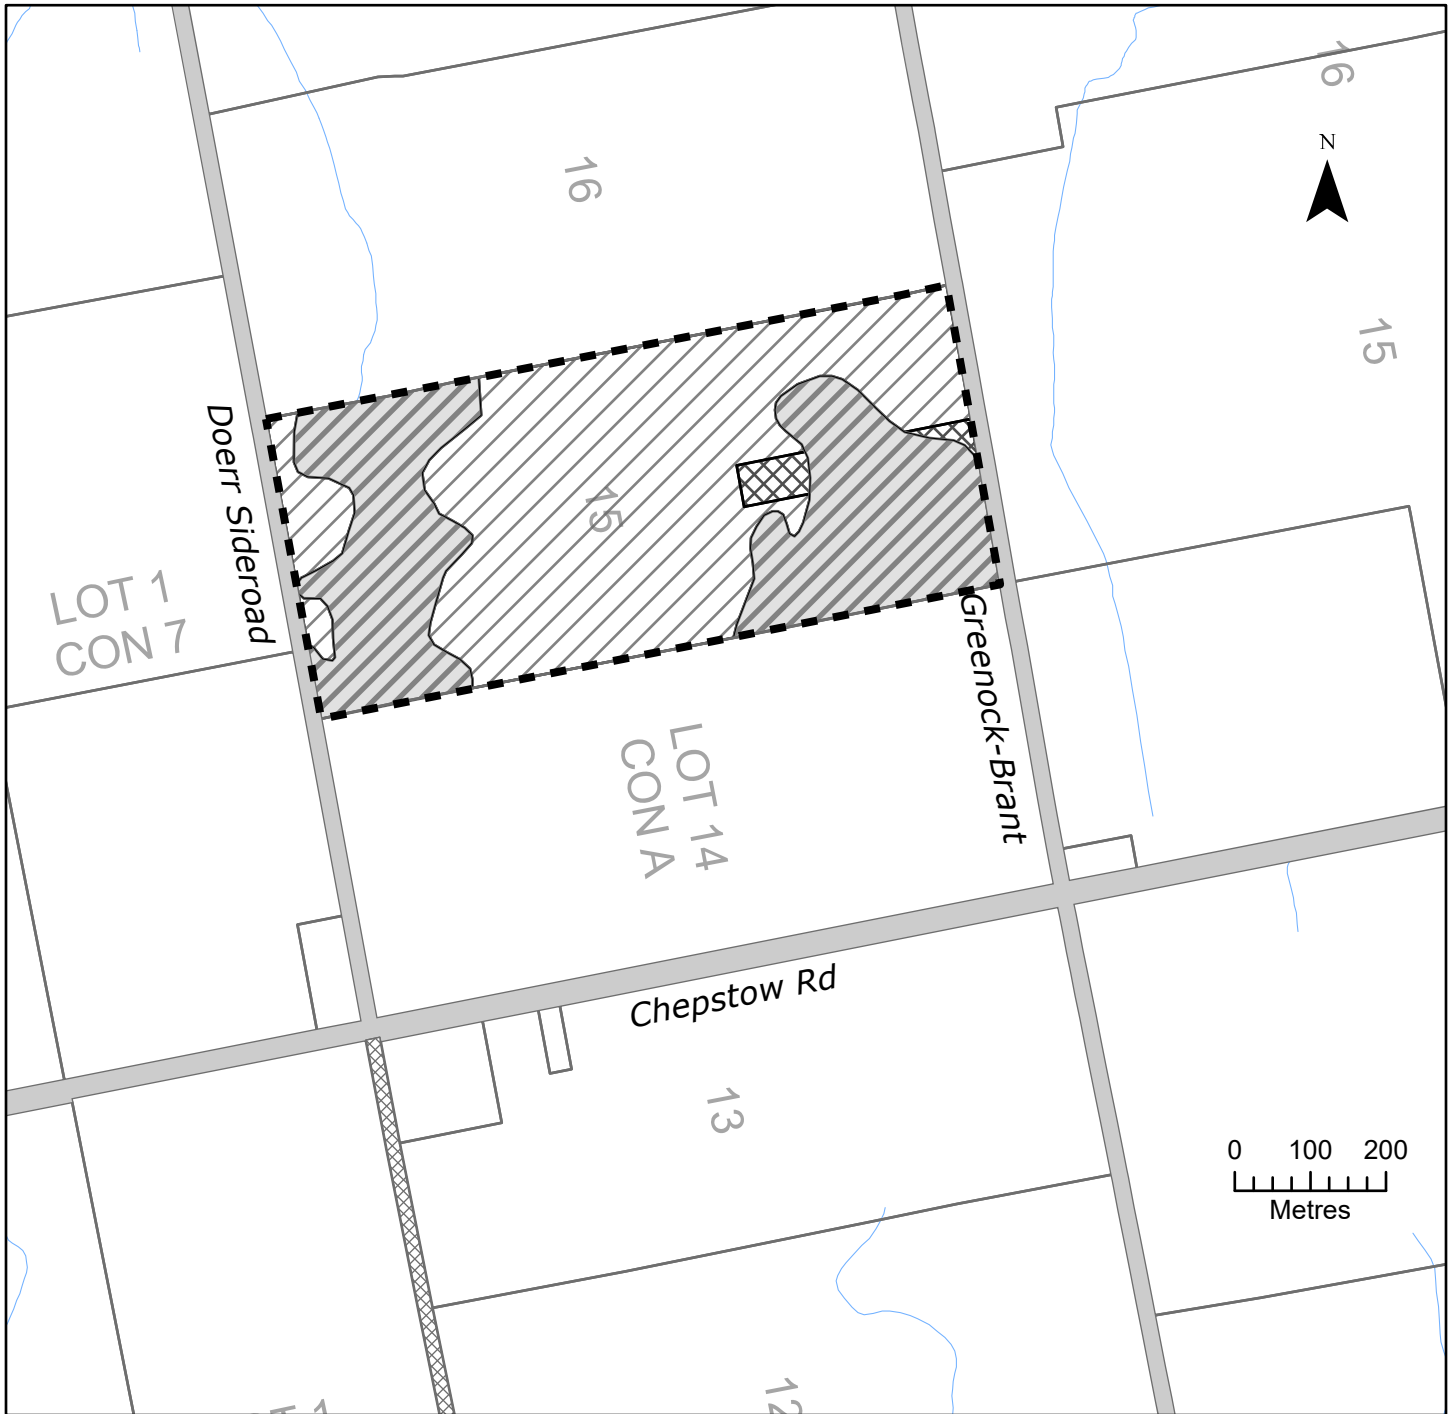 16
N
16
15
Doerr Sideroad
15
LOT 1
CON 7
Greenock-Brant
LOT 14
CON A
Chepstow Rd
13
0 100 200
Metres
12